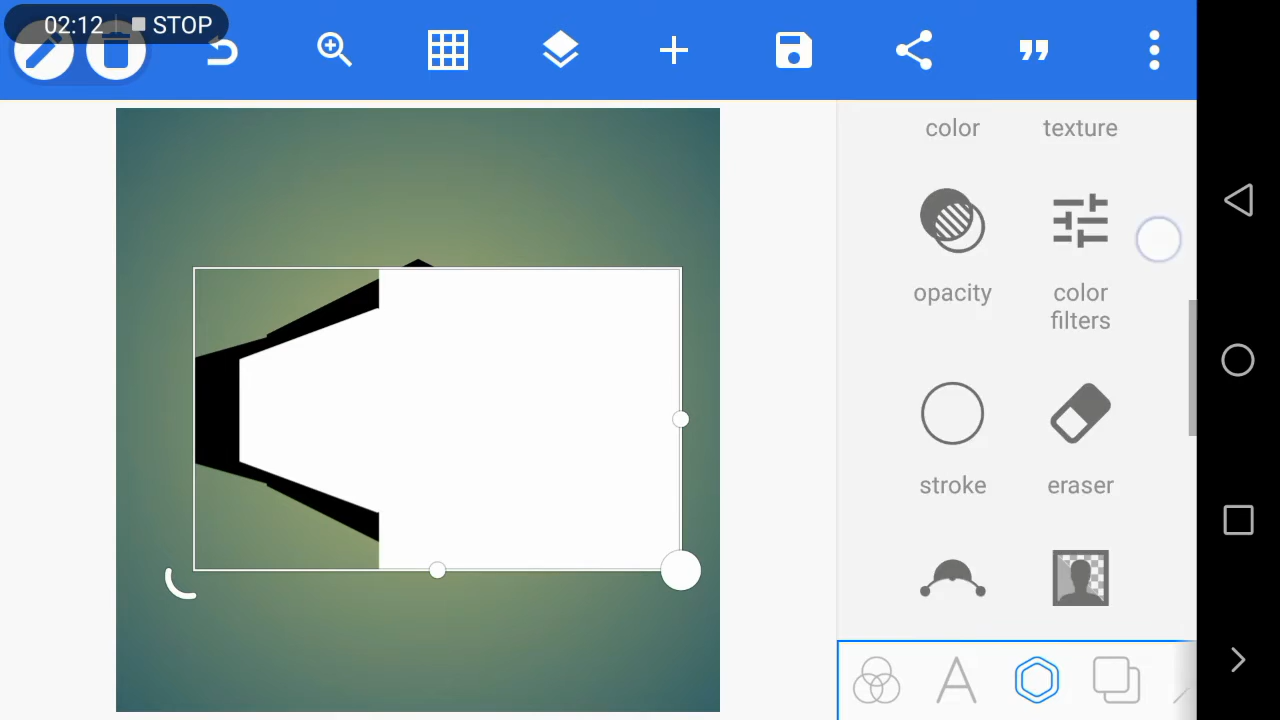 02:12 STOP
color texture
opacity color
filters
stroke eraser